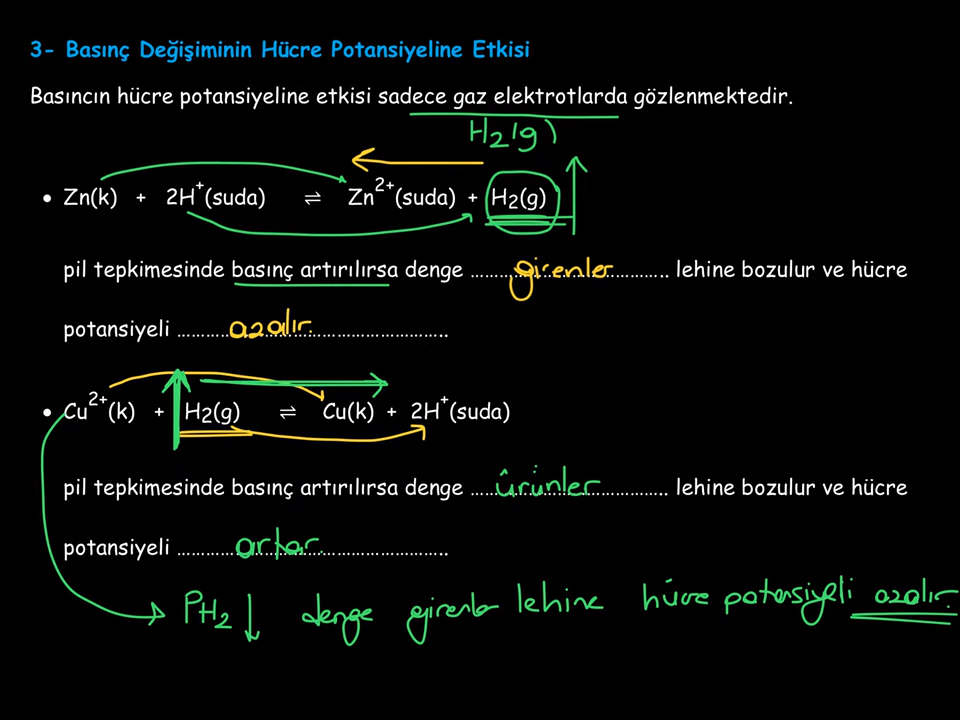 3- Basınç Değişiminin Hücre Potansiyeline Etkisi
Basıncın hücre potansiyeline etkisi sadece gaz elektrotlarda gözlenmektedir.
H2(g)
• Zn(k) + 2H⁺(suda) ⇌ Zn²⁺(suda) + H₂(g)
pil tepkimesinde basınç artırılırsa denge girenler lehine bozulur ve hücre
potansiyeli azalır.
• Cu²⁺(k) + H₂(g) ⇌ Cu(k) + 2H⁺(suda)
pil tepkimesinde basınç artırılırsa denge ürünler lehine bozulur ve hücre
potansiyeli artar.
PH₂ ↓ denge girenler lehine hücre potansiyeli azalır.